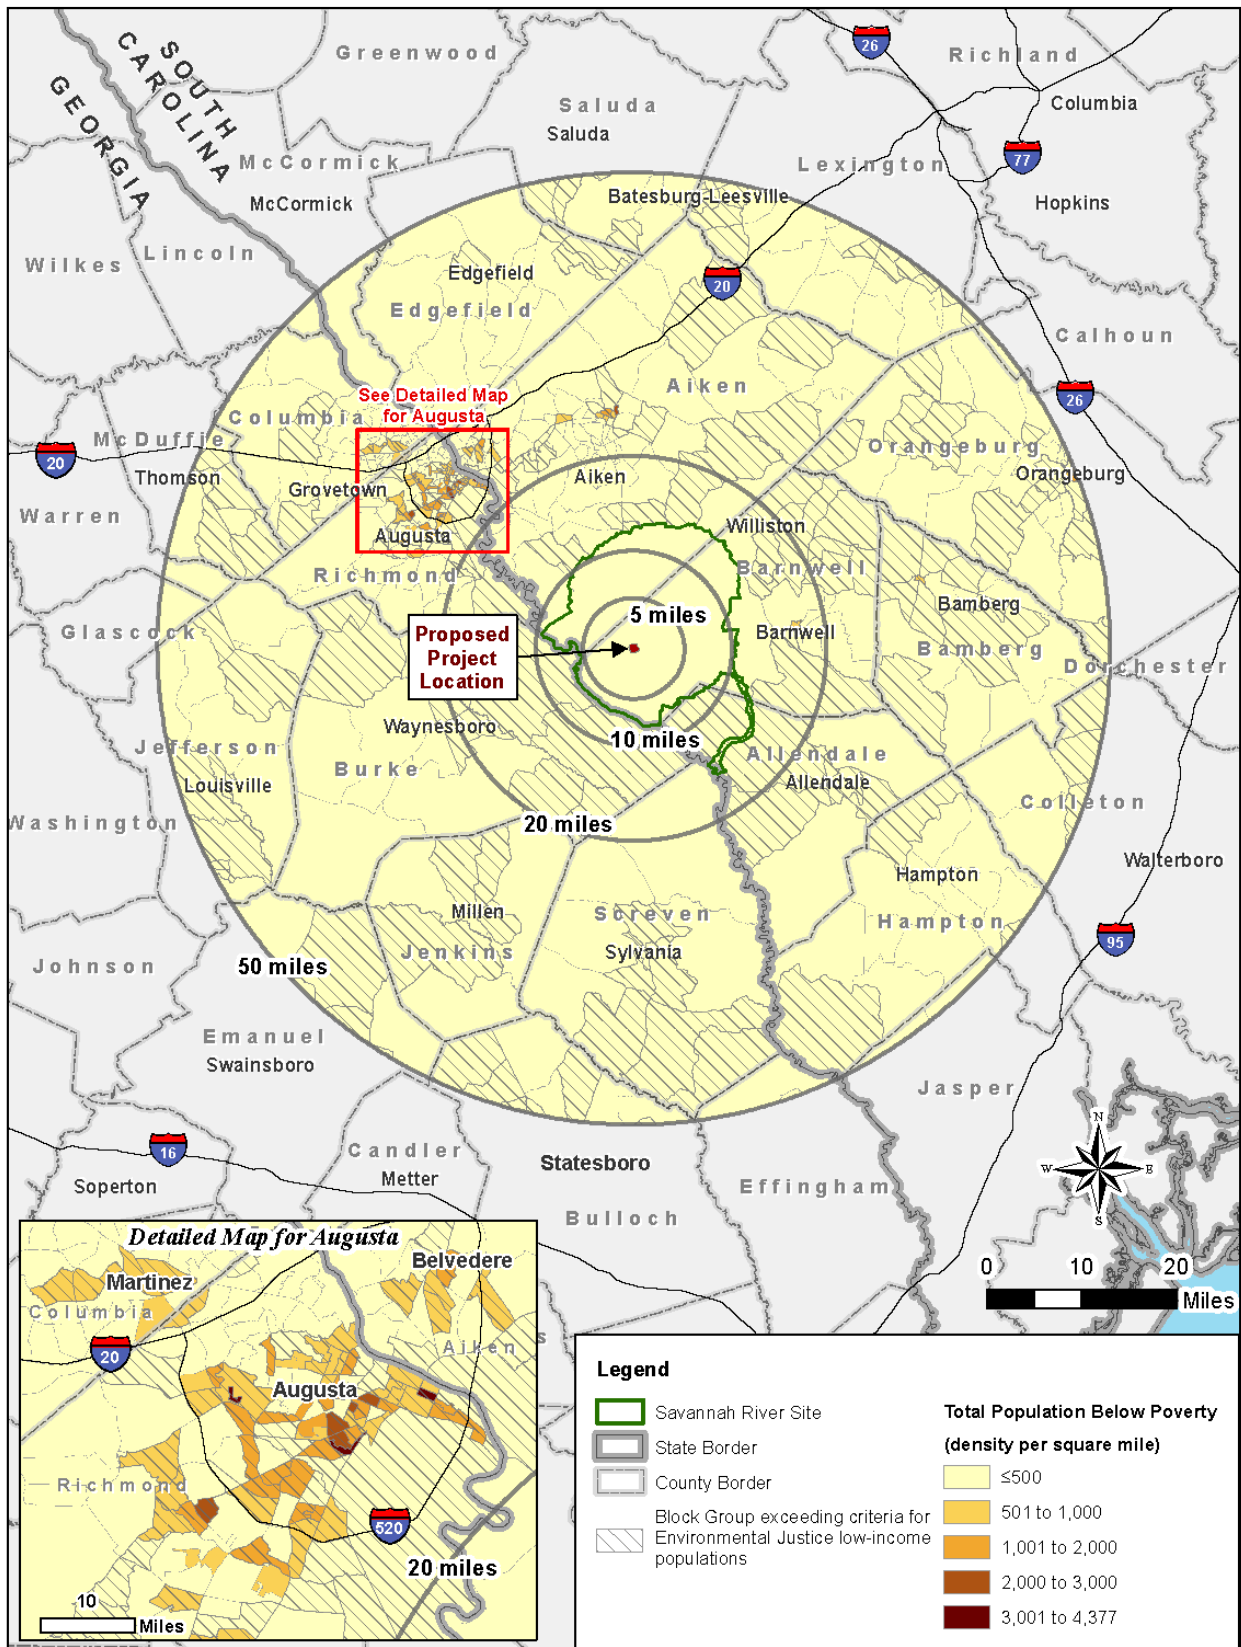 SOUTH
CAROLINA
GEORGIA
Greenwood
26
Richland
Columbia
Saluda
Saluda
77
Lexington
McCormick
McCormick
Batesburg-Leesville
Hopkins
Lincoln
Wilkes
Edgefield
Edgefield
20
Calhoun
Aiken
26
See Detailed Map
for Augusta
Columbia
McDuffie
20
Thomson
Grovetown
Aiken
Orangeburg
Orangeburg
Warren
Augusta
Williston
Richmond
Barnwell
Glascock
5 miles
Bamberg
Barnwell
Bamberg
Dorchester
Proposed
Project
Location
Waynesboro
10 miles
Jefferson
Burke
Allendale
Allendale
Louisville
Colleton
Washington
20 miles
Walterboro
Hampton
Millen
Screven
Hampton
Jenkins
Sylvania
95
50 miles
Johnson
Emanuel
Swainsboro
Jasper
N
W
E
S
16
Candler
Metter
Statesboro
Soperton
Effingham
Bulloch
0 10 20
Miles
Detailed Map for Augusta
Belvedere
Martinez
Columbia
20
Aiken
s
Augusta
Richmond
520
20 miles
10
Miles
Legend
Savannah River Site
State Border
County Border
Block Group exceeding criteria for
Environmental Justice low-income
populations
Total Population Below Poverty
(density per square mile)
≤500
501 to 1,000
1,001 to 2,000
2,000 to 3,000
3,001 to 4,377